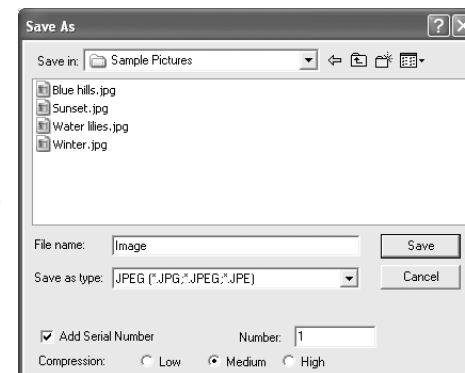 Save As
Save in: Sample Pictures
Blue hills.jpg
Sunset.jpg
Water lilies.jpg
Winter.jpg
File name: Image Save
Save as type: JPEG (*.JPG;*.JPEG;*.JPE) Cancel
Add Serial Number Number: 1
Compression: Low Medium High